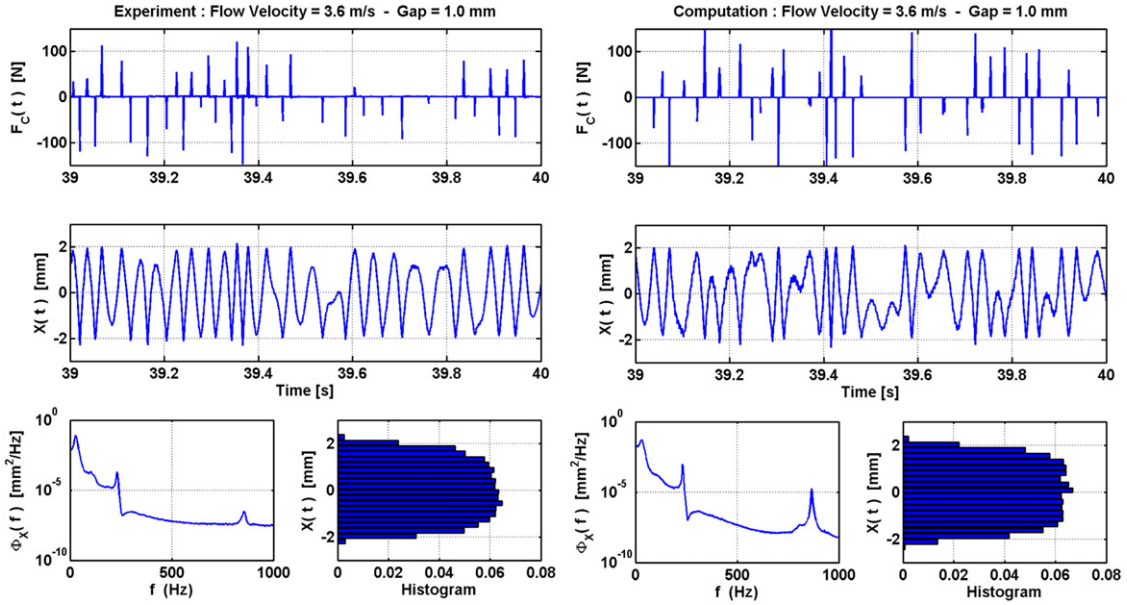 Experiment : Flow Velocity = 3.6 m/s - Gap = 1.0 mm
F_C(t) [N]
100
0
-100
39 39.2 39.4 39.6 39.8 40
X(t) [mm]
2
0
-2
39 39.2 39.4 39.6 39.8 40
Time [s]
Φ_X(f) [mm²/Hz]
10^0
10^-5
10^-10
0 500 1000
f (Hz)
X(t) [mm]
2
0
-2
0 0.02 0.04 0.06 0.08
Histogram
Computation : Flow Velocity = 3.6 m/s - Gap = 1.0 mm
F_C(t) [N]
100
0
-100
39 39.2 39.4 39.6 39.8 40
X(t) [mm]
2
0
-2
39 39.2 39.4 39.6 39.8 40
Time [s]
Φ_X(f) [mm²/Hz]
10^0
10^-5
10^-10
0 500 1000
f (Hz)
X(t) [mm]
2
0
-2
0 0.02 0.04 0.06 0.08
Histogram